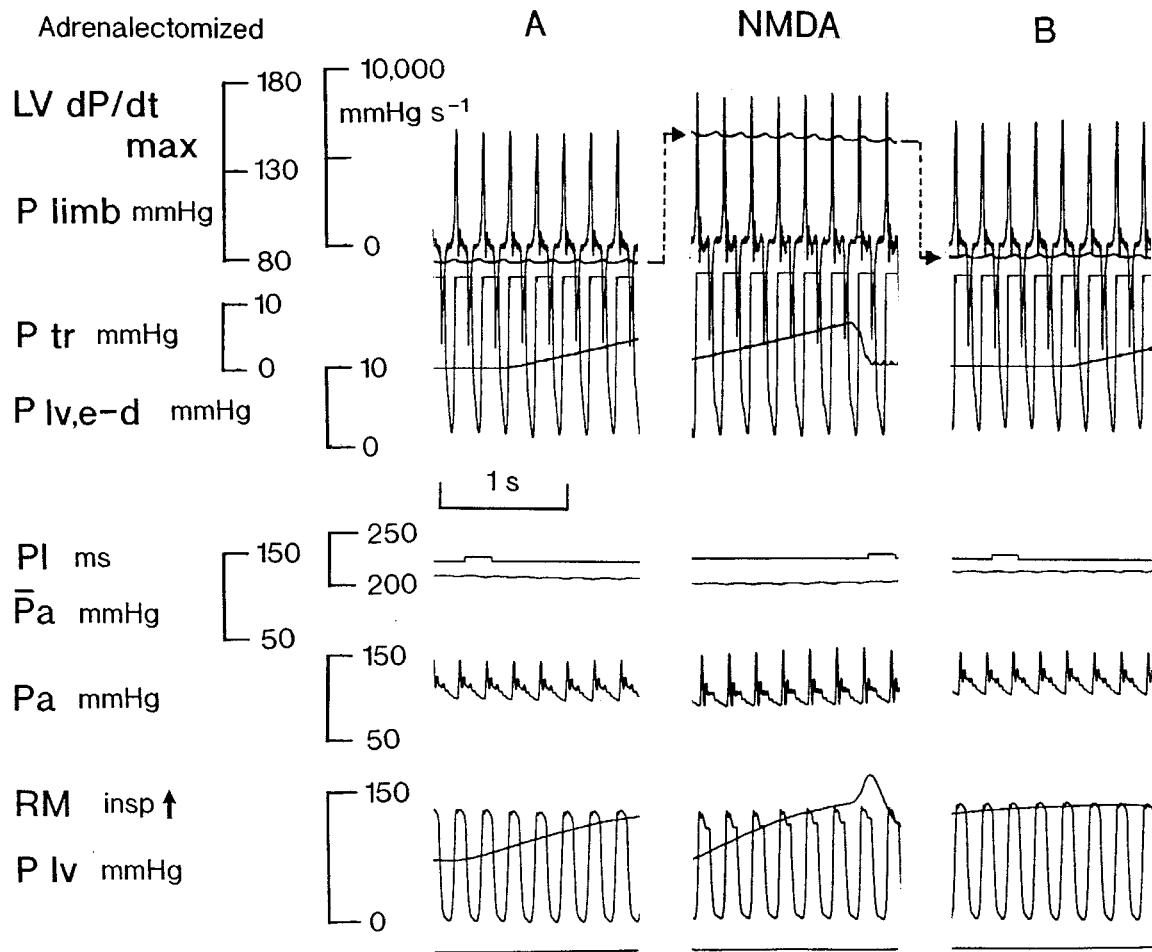 Adrenalectomized
A
NMDA
B
LV dP/dt
max
180
130
80
10,000
mmHg s⁻¹
0
P limb mmHg
P tr mmHg
10
0
P lv,e-d mmHg
10
0
1 s
PI ms
250
200
P̄a mmHg
150
50
Pa mmHg
150
50
RM insp ↑
P lv mmHg
150
0